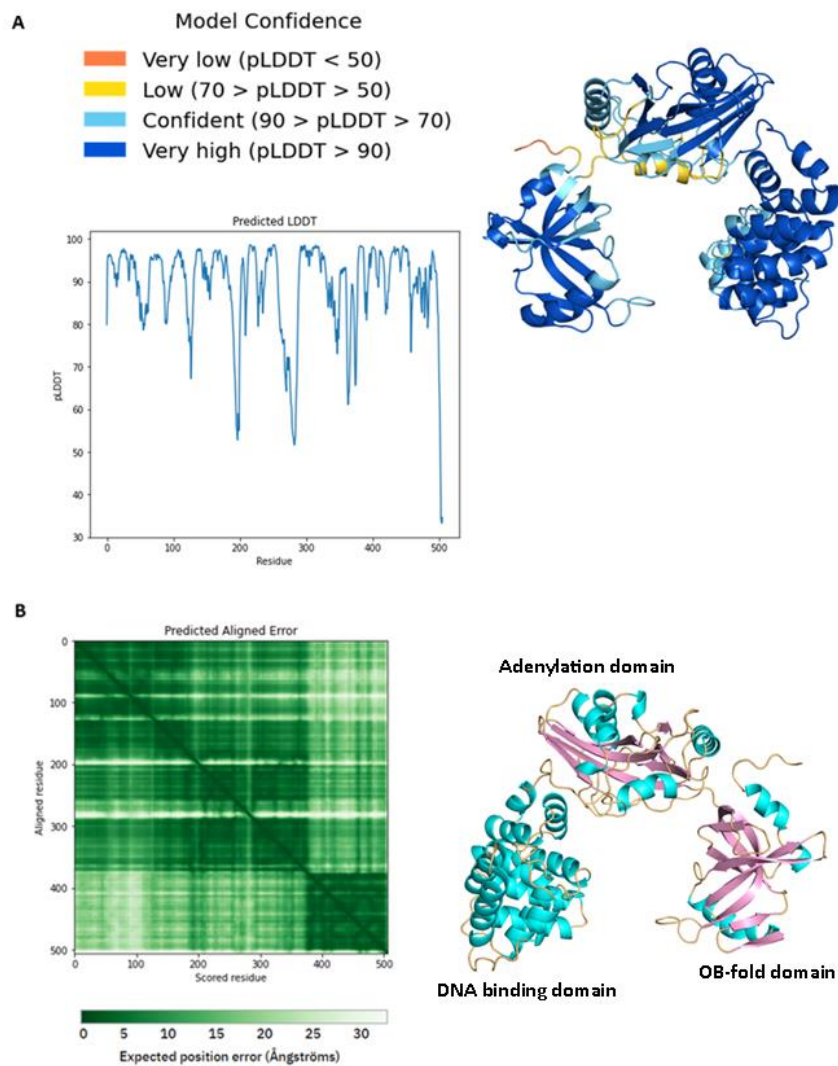 A
Model Confidence
Very low (pLDDT < 50)
Low (70 > pLDDT > 50)
Confident (90 > pLDDT > 70)
Very high (pLDDT > 90)
Predicted LDDT
100
90
80
70
60
50
40
30
pLDDT
0 100 200 300 400 500
Residue
B
Predicted Aligned Error
0
100
200
300
400
500
Aligned residue
0 100 200 300 400 500
Scored residue
0 5 10 15 20 25 30
Expected position error (Ångströms)
Adenylation domain
DNA binding domain
OB-fold domain